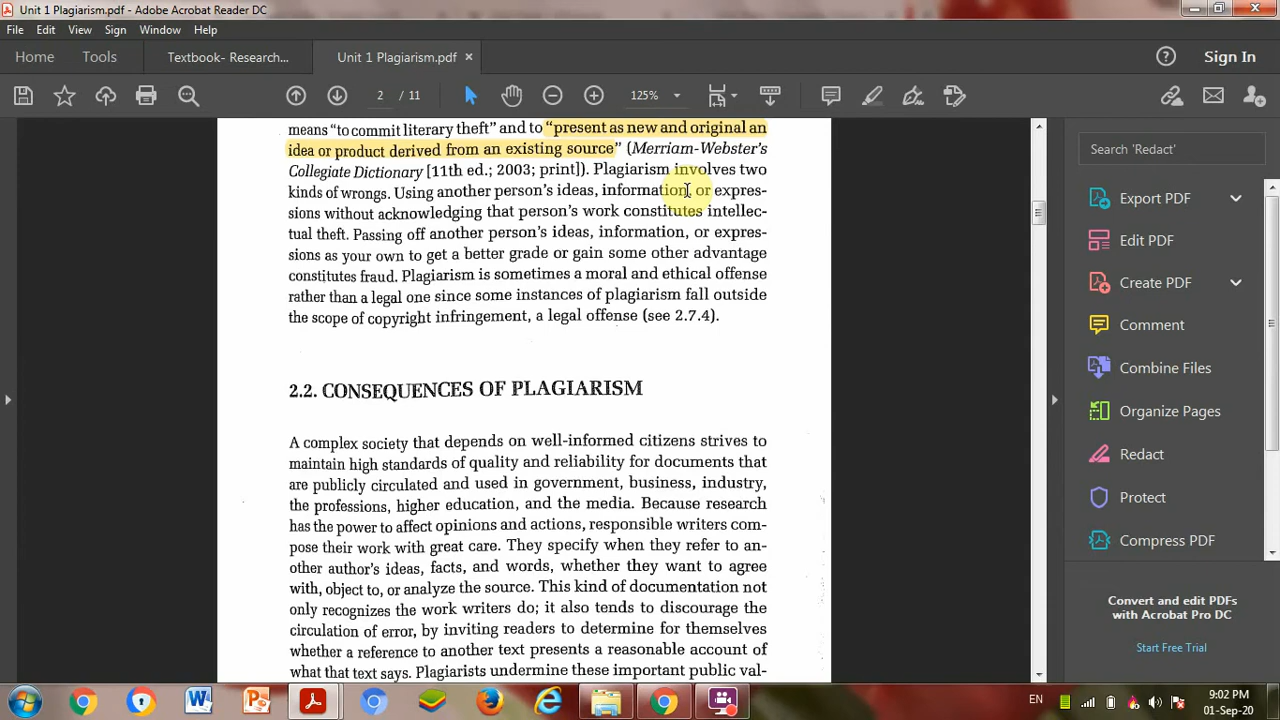 Unit 1 Plagiarism.pdf - Adobe Acrobat Reader DC
File Edit View Sign Window Help
Home Tools Textbook- Research... Unit 1 Plagiarism.pdf × Sign In
2 / 11 125%
means "to commit literary theft" and to "present as new and original an
idea or product derived from an existing source" (Merriam-Webster's
Collegiate Dictionary [11th ed.; 2003; print]). Plagiarism involves two
kinds of wrongs. Using another person's ideas, information, or expres-
sions without acknowledging that person's work constitutes intellec-
tual theft. Passing off another person's ideas, information, or expres-
sions as your own to get a better grade or gain some other advantage
constitutes fraud. Plagiarism is sometimes a moral and ethical offense
rather than a legal one since some instances of plagiarism fall outside
the scope of copyright infringement, a legal offense (see 2.7.4).
2.2. CONSEQUENCES OF PLAGIARISM
A complex society that depends on well-informed citizens strives to
maintain high standards of quality and reliability for documents that
are publicly circulated and used in government, business, industry,
the professions, higher education, and the media. Because research
has the power to affect opinions and actions, responsible writers com-
pose their work with great care. They specify when they refer to an-
other author's ideas, facts, and words, whether they want to agree
with, object to, or analyze the source. This kind of documentation not
only recognizes the work writers do; it also tends to discourage the
circulation of error, by inviting readers to determine for themselves
whether a reference to another text presents a reasonable account of
what that text says. Plagiarists undermine these important public val-
Search 'Redact'
Export PDF
Edit PDF
Create PDF
Comment
Combine Files
Organize Pages
Redact
Protect
Compress PDF
Convert and edit PDFs
with Acrobat Pro DC
Start Free Trial
EN 9:02 PM
01-Sep-20